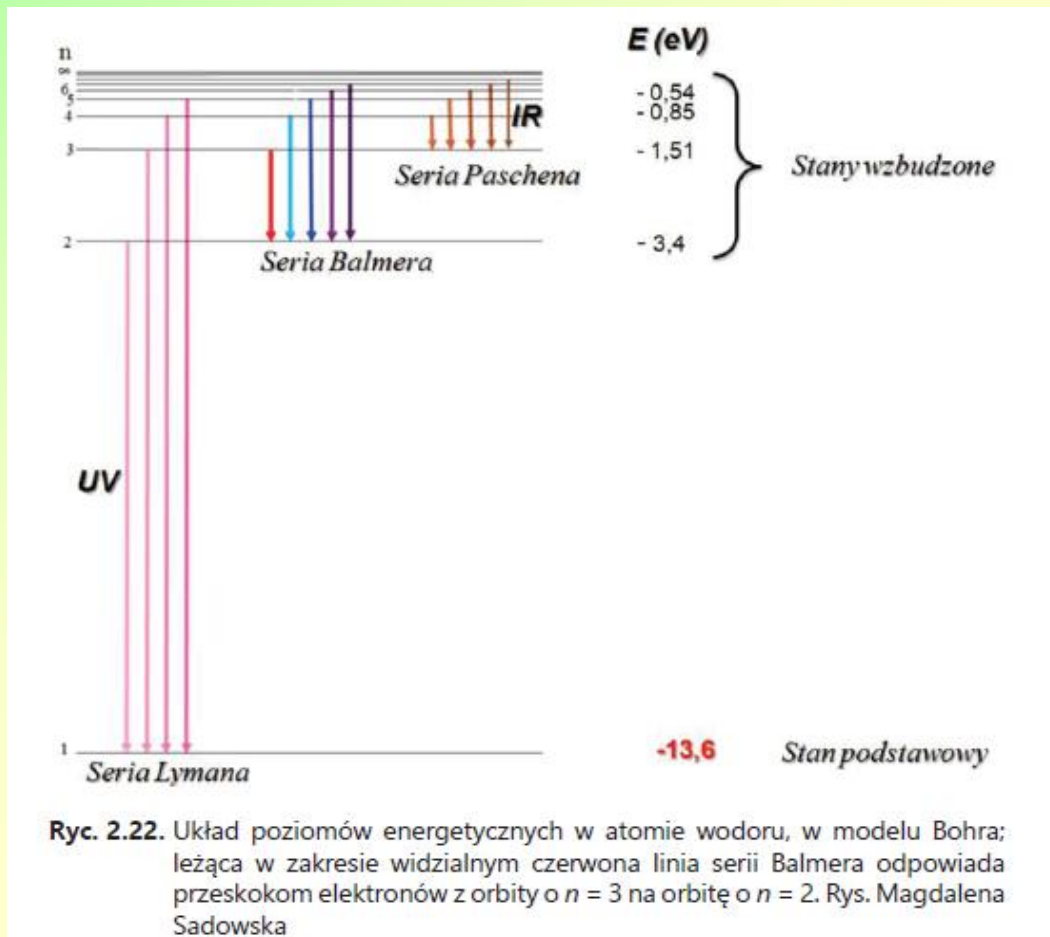 n
E (eV)
∞
6
5
4
3
2
1
- 0,54
- 0,85
- 1,51
- 3,4
IR
Seria Paschena
Stany wzbudzone
Seria Balmera
UV
-13,6
Stan podstawowy
Seria Lymana
Ryc. 2.22. Układ poziomów energetycznych w atomie wodoru, w modelu Bohra;
leżąca w zakresie widzialnym czerwona linia serii Balmera odpowiada
przeskokom elektronów z orbity o n = 3 na orbitę o n = 2. Rys. Magdalena
Sadowska